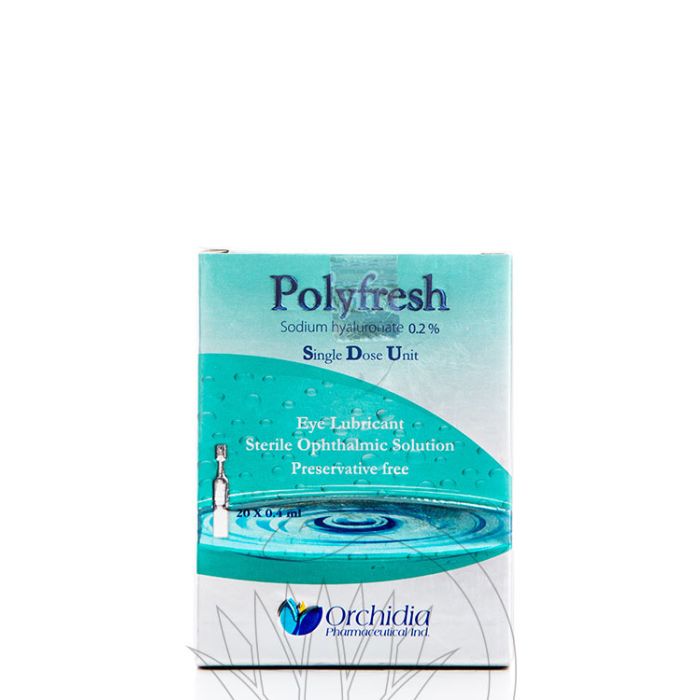 Polyfresh
Sodium hyaluronate 0.2 %
Single Dose Unit
Eye Lubricant
Sterile Ophthalmic Solution
Preservative free
20 X 0.4 ml
Orchidia
Pharmaceutical Ind.